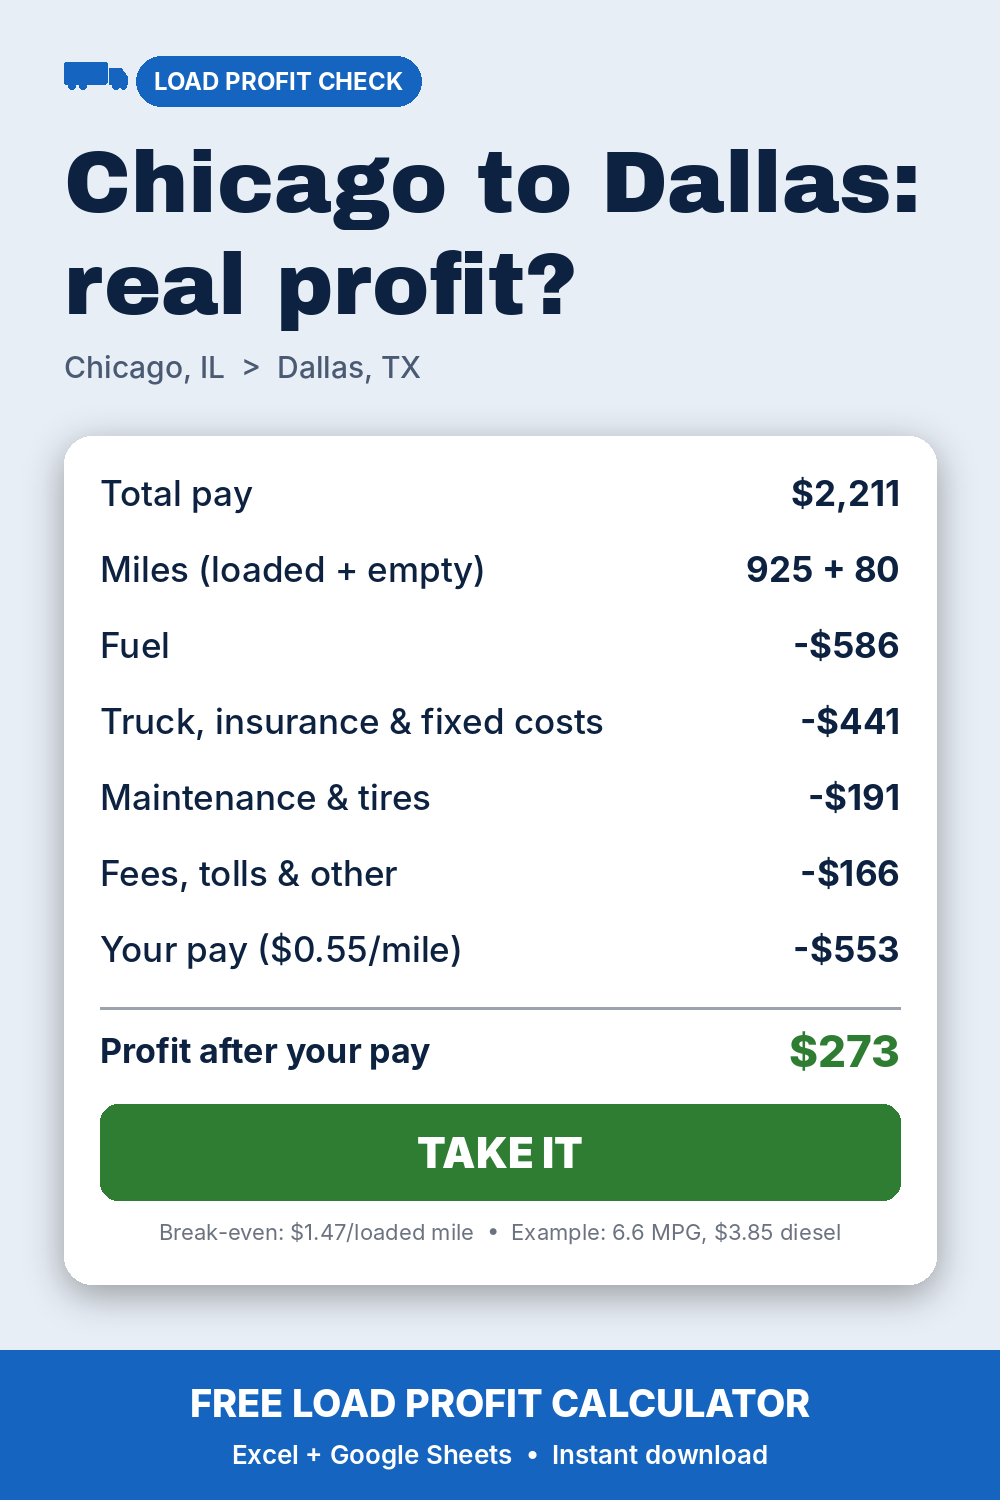 LOAD PROFIT CHECK
Chicago to Dallas:
real profit?
Chicago, IL > Dallas, TX
Total pay $2,211
Miles (loaded + empty) 925 + 80
Fuel -$586
Truck, insurance & fixed costs -$441
Maintenance & tires -$191
Fees, tolls & other -$166
Your pay ($0.55/mile) -$553
Profit after your pay $273
TAKE IT
Break-even: $1.47/loaded mile • Example: 6.6 MPG, $3.85 diesel
FREE LOAD PROFIT CALCULATOR
Excel + Google Sheets • Instant download